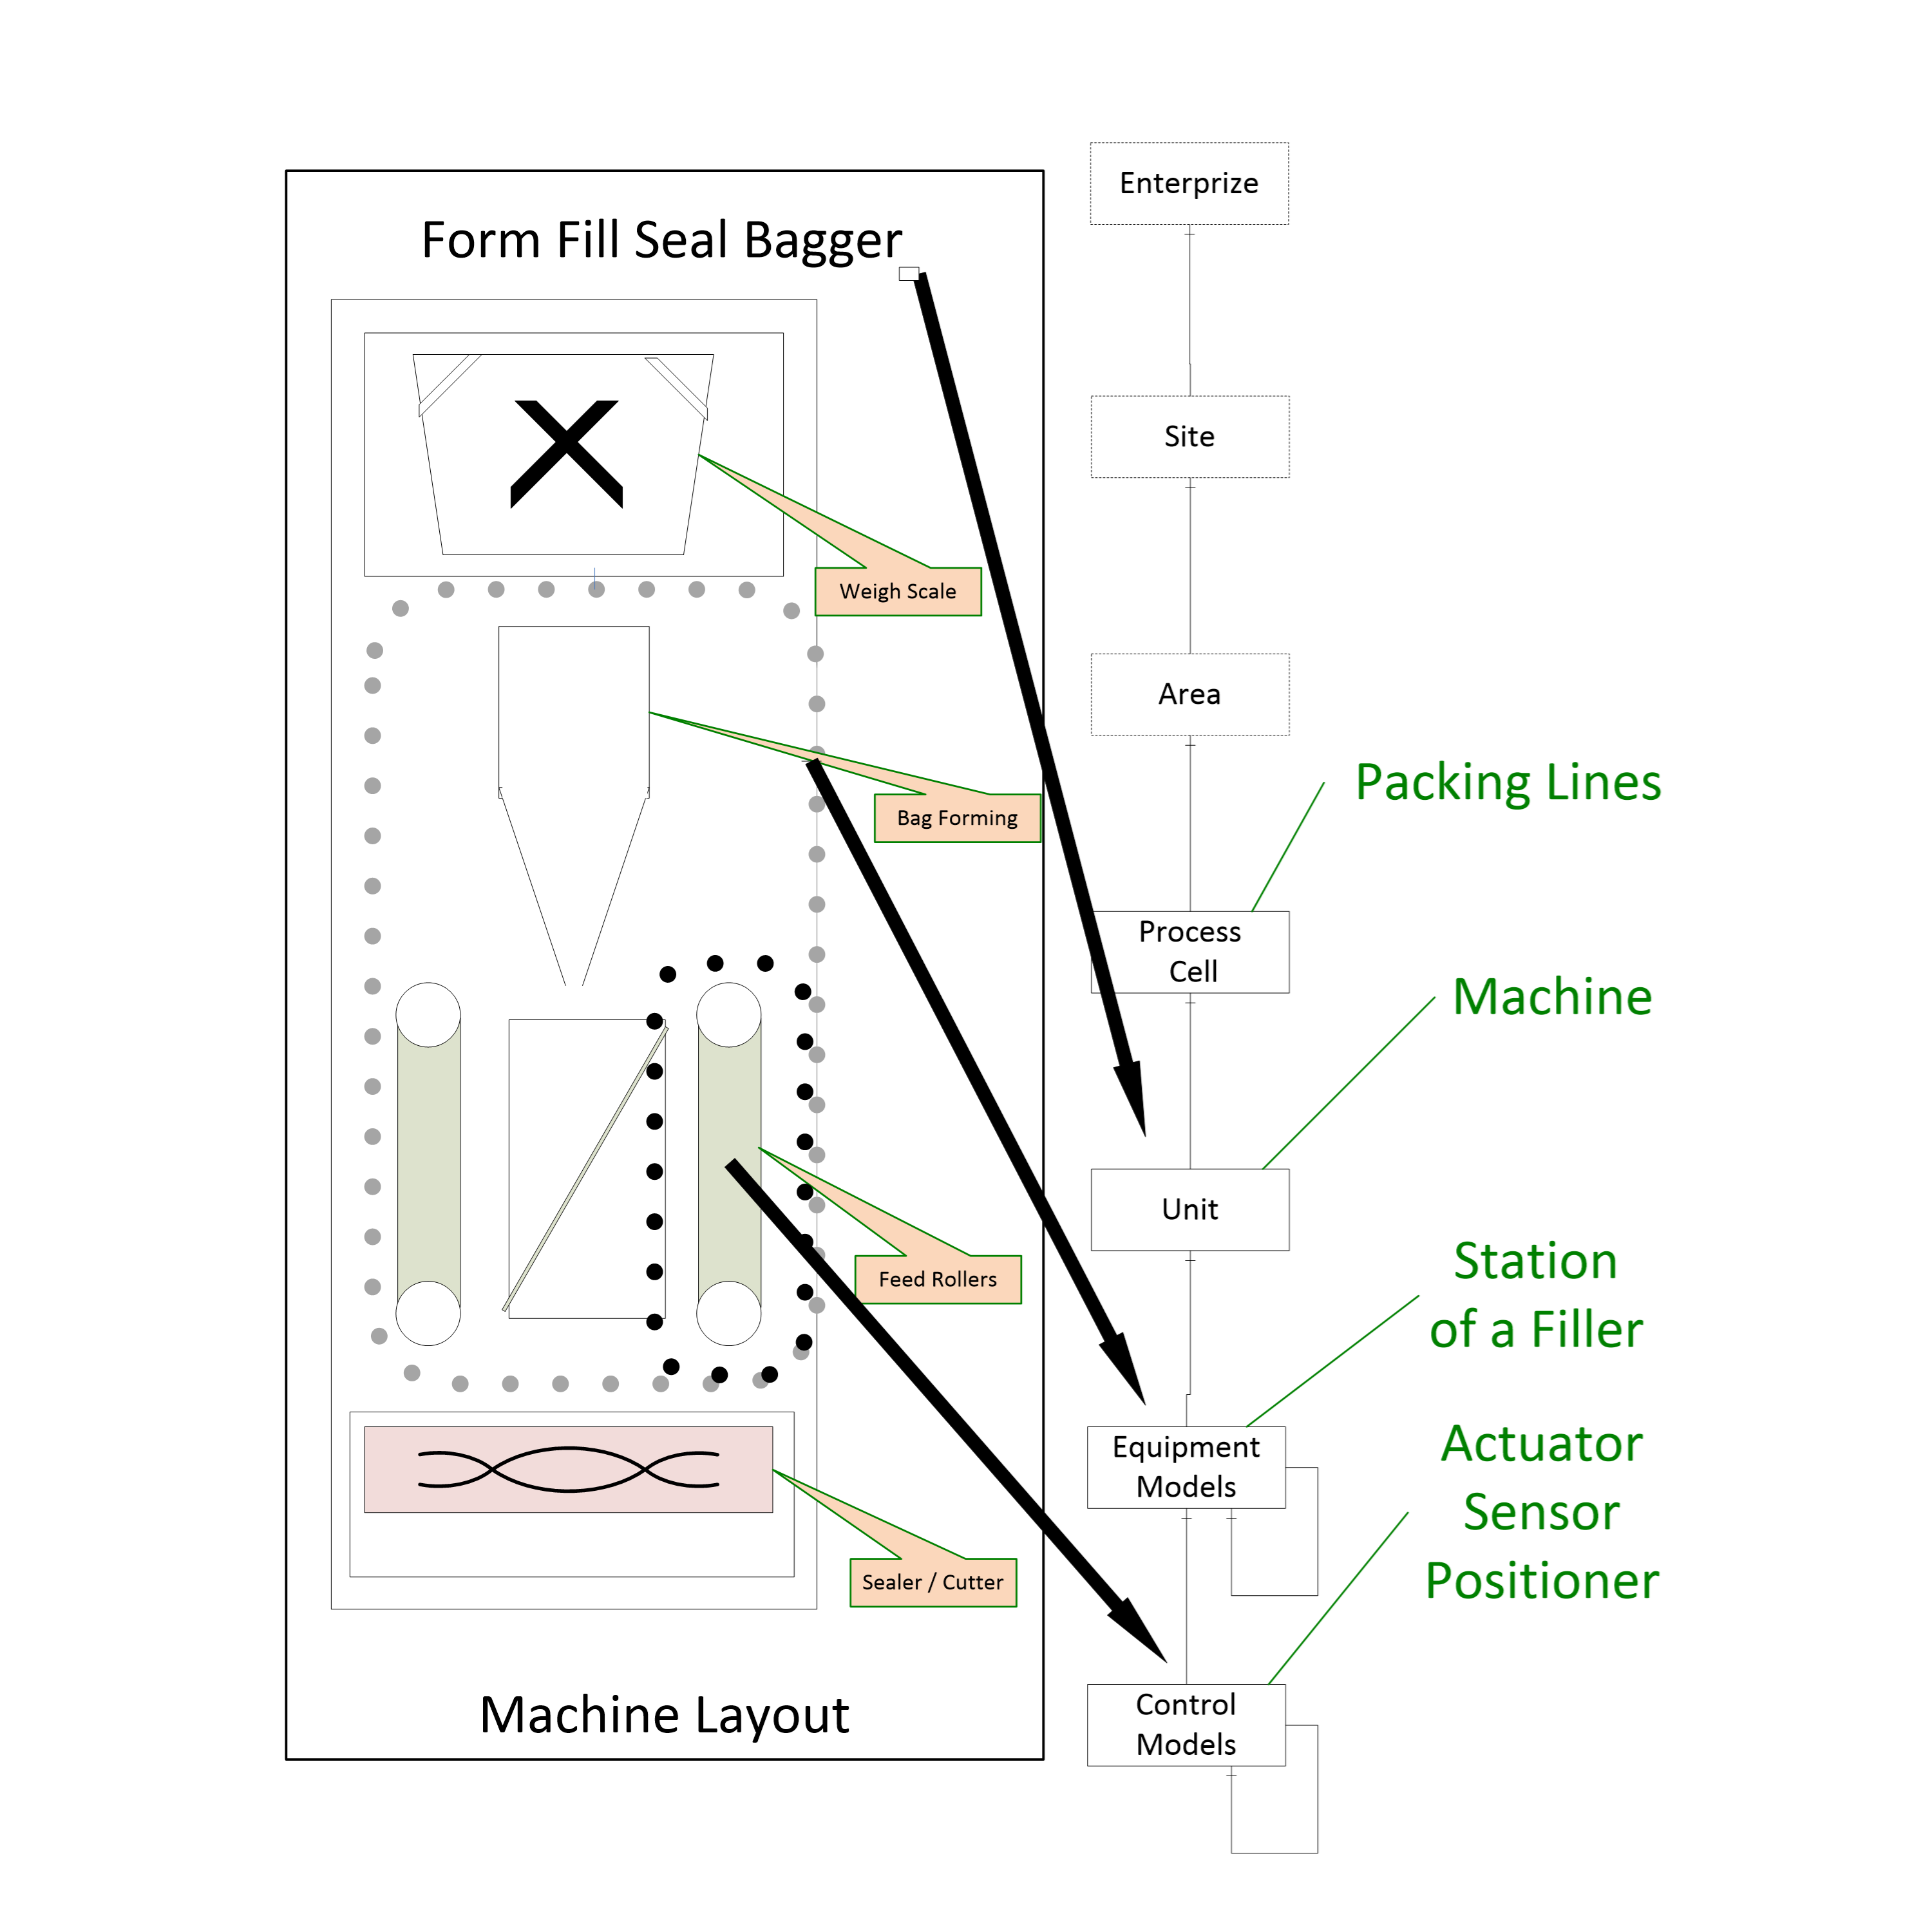 Form Fill Seal Bagger
Weigh Scale
Bag Forming
Feed Rollers
Sealer / Cutter
Machine Layout
Enterprize
Site
Area
Process
Cell
Unit
Equipment
Models
Control
Models
Packing Lines
Machine
Station
of a Filler
Actuator
Sensor
Positioner